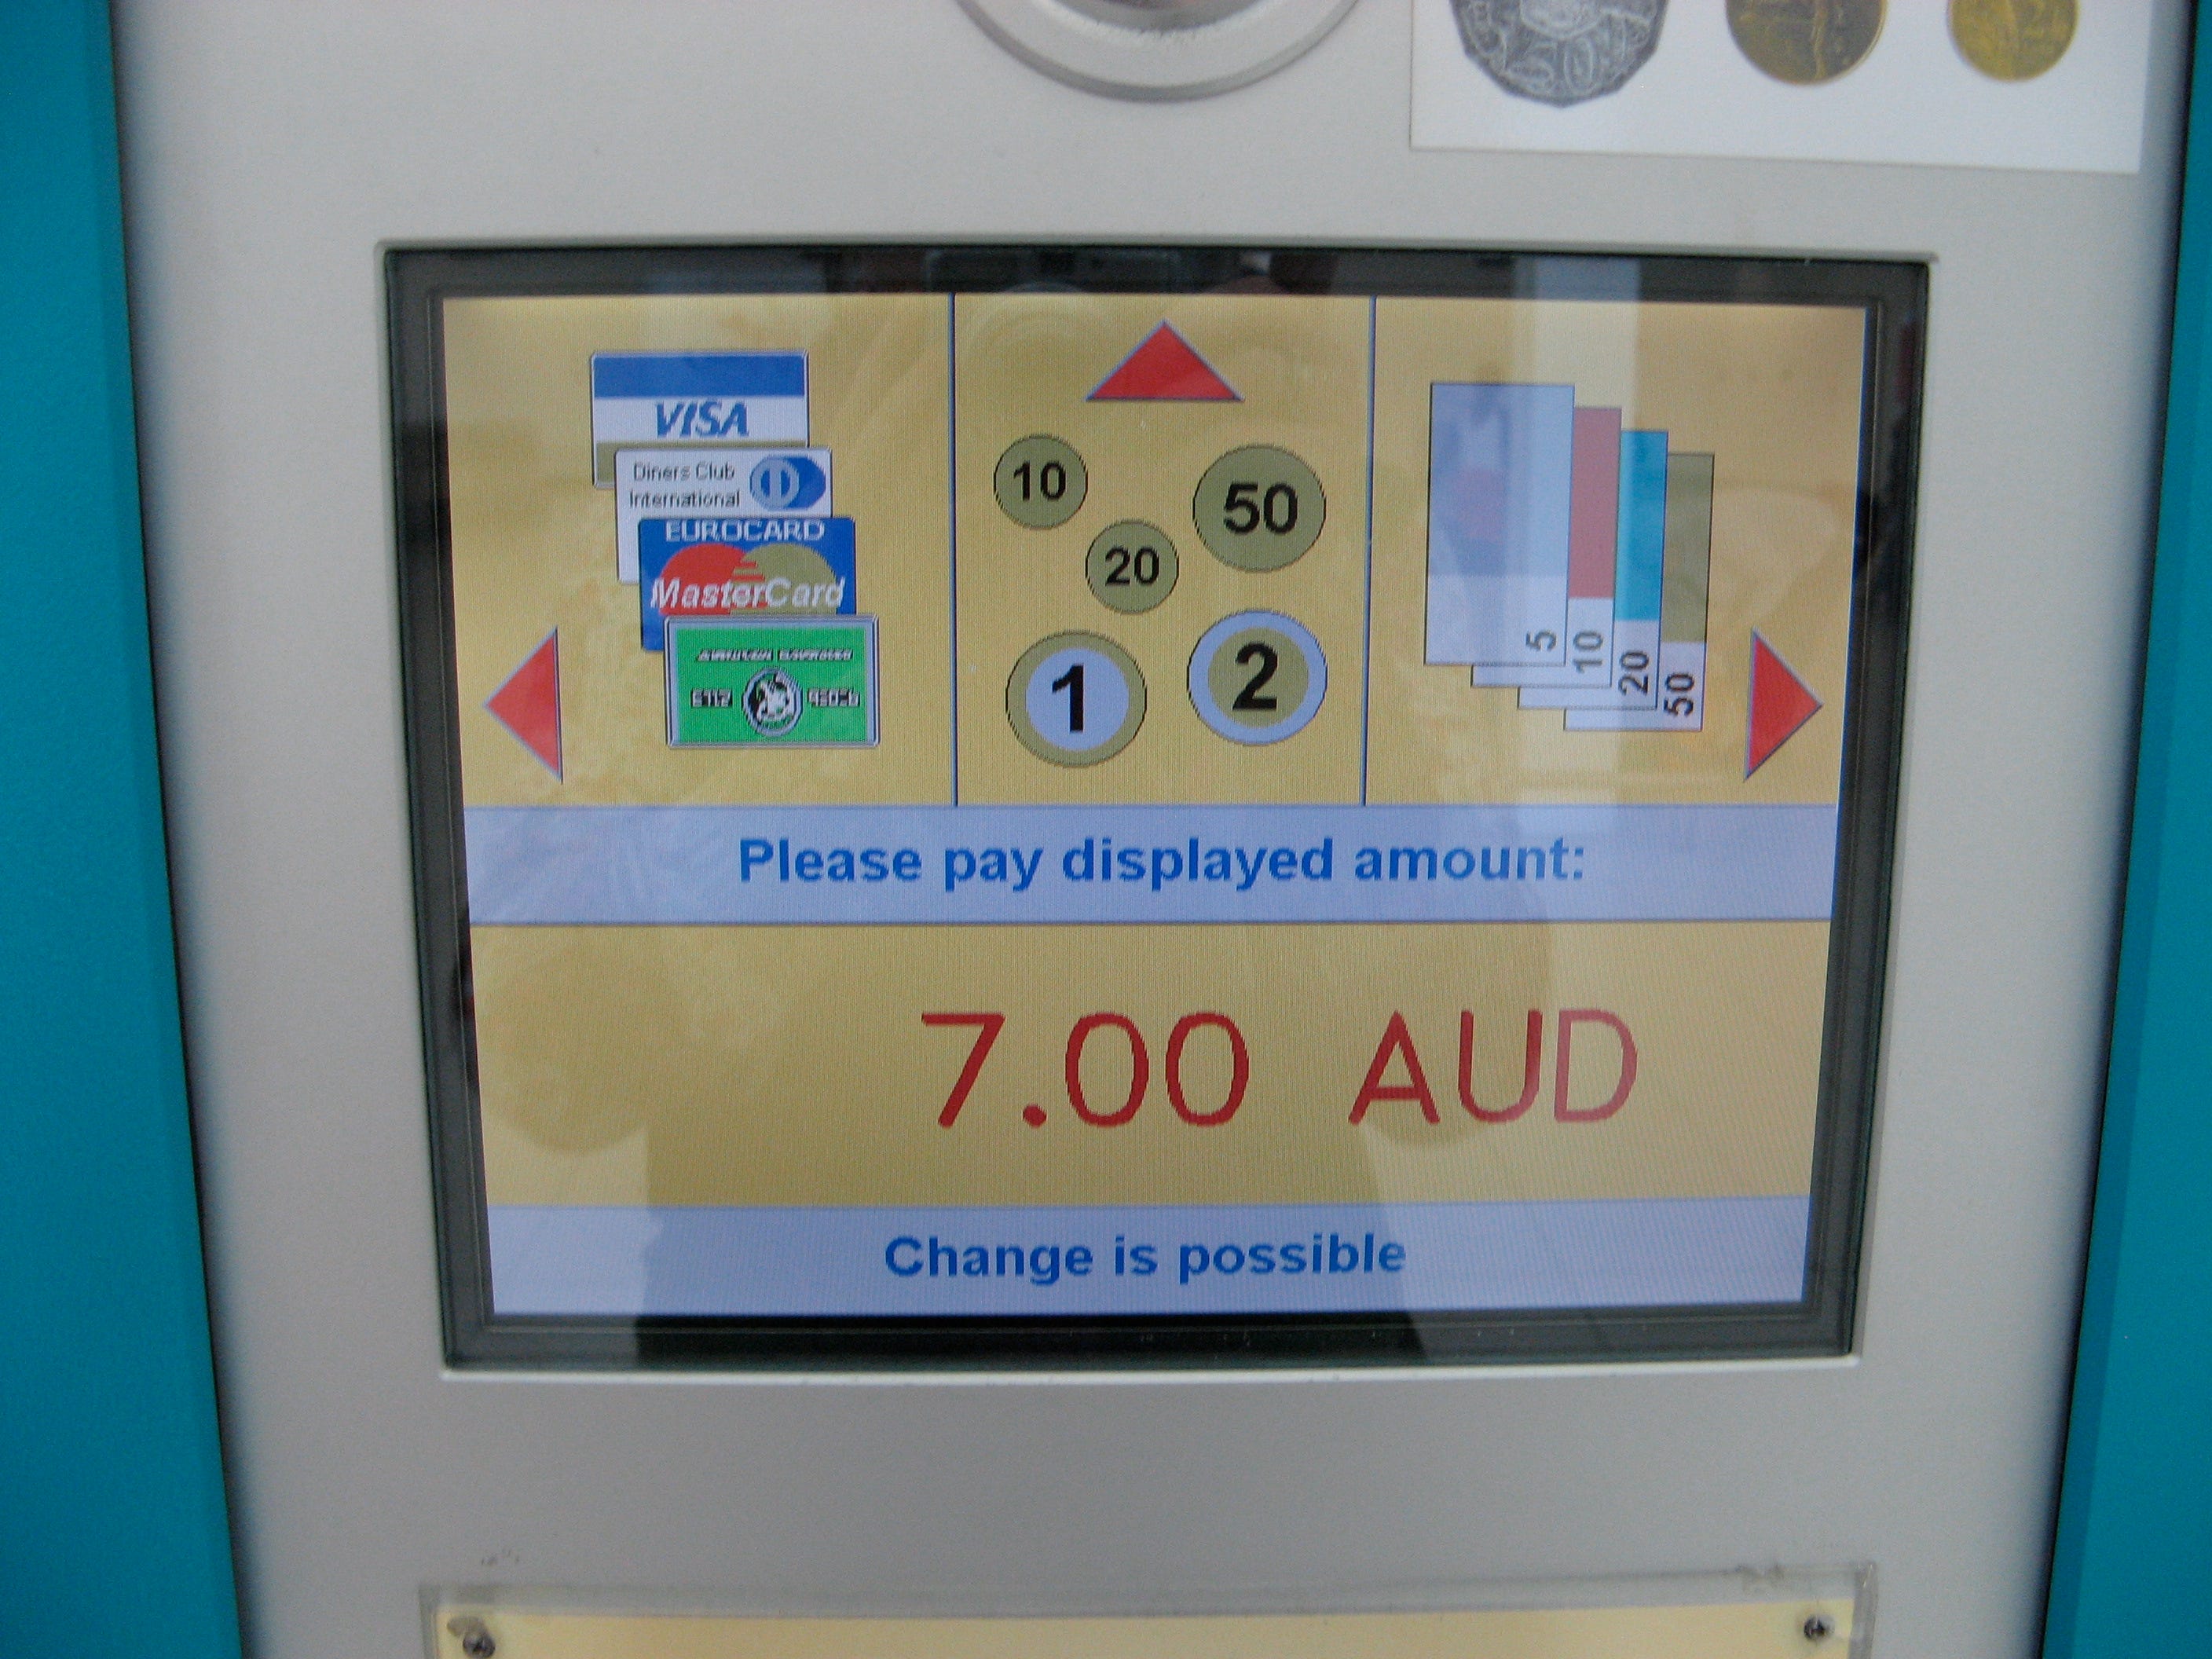 VISA
Diners Club
International
EUROCARD
MasterCard
10
50
20
1
2
5
10
20
50
Please pay displayed amount:
7.00 AUD
Change is possible